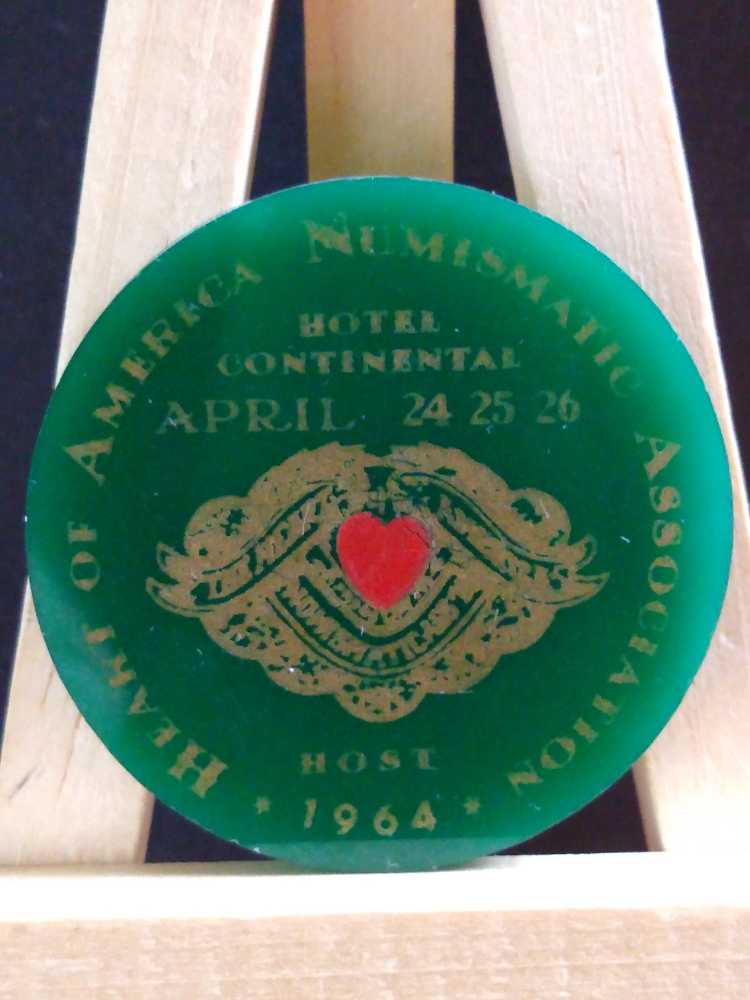 HEART OF AMERICA NUMISMATIC ASSOCIATION
HOTEL
CONTINENTAL
APRIL 24 25 26
HOST
* 1964 *